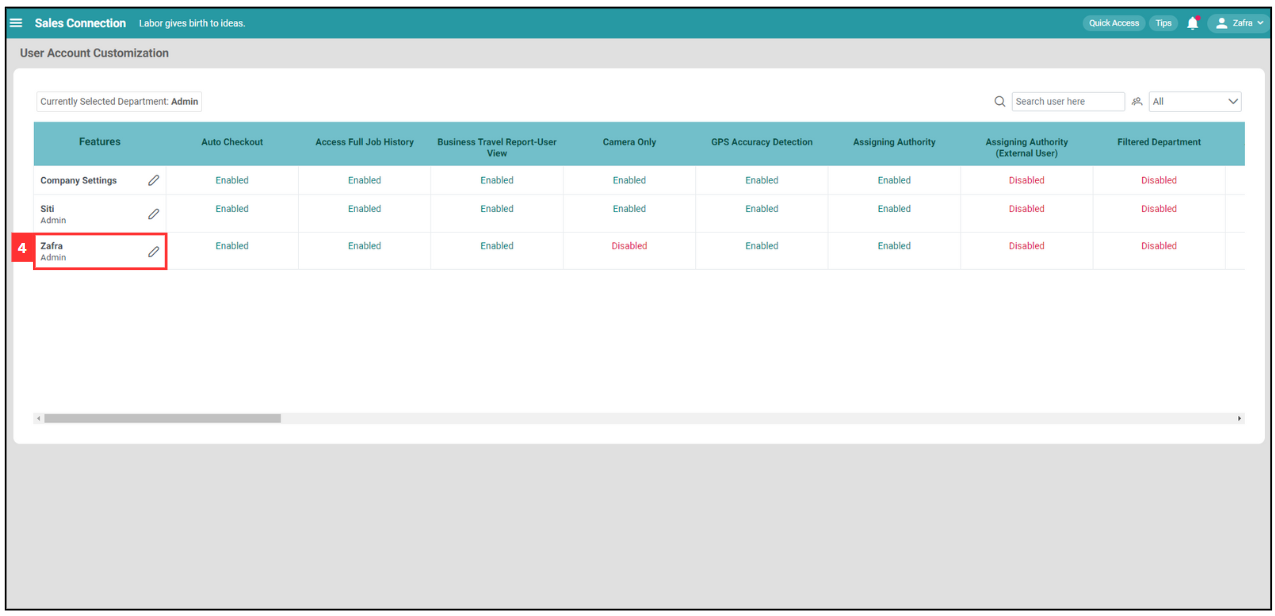 Sales Connection Labor gives birth to ideas. Quick Access Tips Zafra
User Account Customization
Currently Selected Department: Admin Search user here All
Features Auto Checkout Access Full Job History Business Travel Report-User View Camera Only GPS Accuracy Detection Assigning Authority Assigning Authority (External User) Filtered Department
Company Settings Enabled Enabled Enabled Enabled Enabled Enabled Disabled Disabled
Siti Enabled Enabled Enabled Enabled Enabled Enabled Disabled Disabled
Admin
4 Zafra Enabled Enabled Enabled Disabled Enabled Enabled Disabled Disabled
Admin